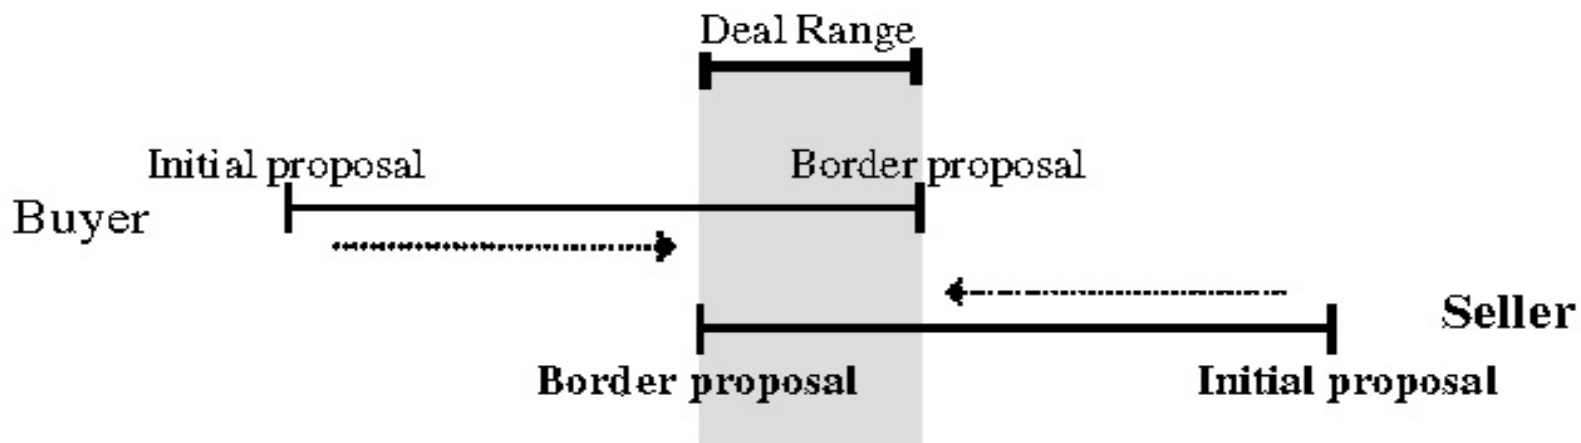 Deal Range
Initial proposal
Border proposal
Buyer
Seller
Border proposal
Initial proposal